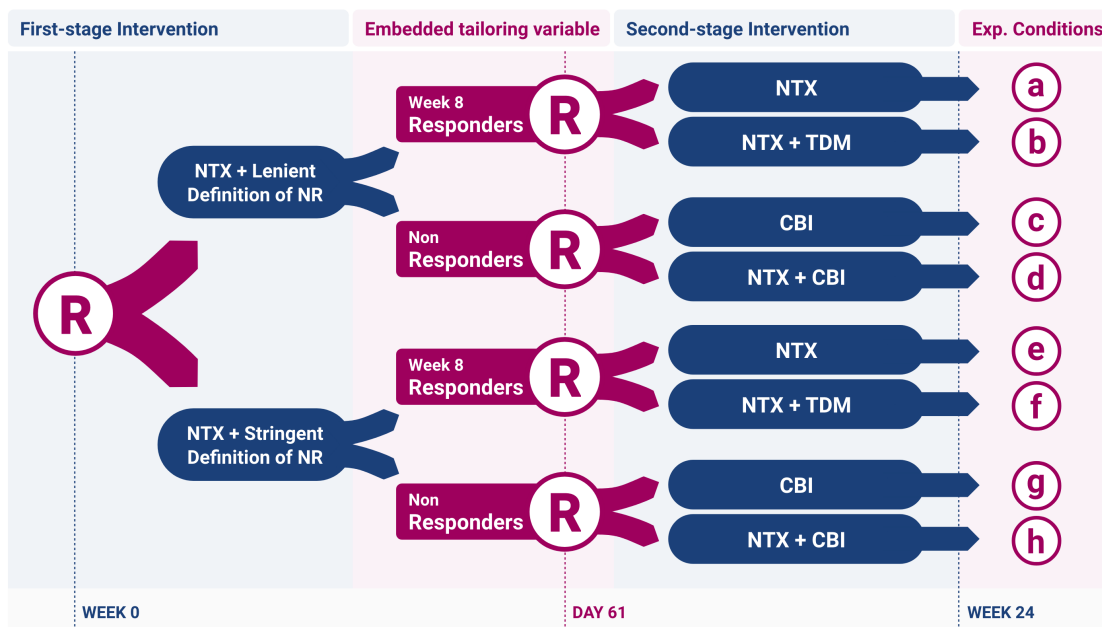 First-stage Intervention
Embedded tailoring variable
Second-stage Intervention
Exp. Conditions
R
NTX + Lenient
Definition of NR
Week 8
Responders
R
NTX
a
NTX + TDM
b
Non
Responders
R
CBI
c
NTX + CBI
d
NTX + Stringent
Definition of NR
Week 8
Responders
R
NTX
e
NTX + TDM
f
Non
Responders
R
CBI
g
NTX + CBI
h
WEEK 0
DAY 61
WEEK 24